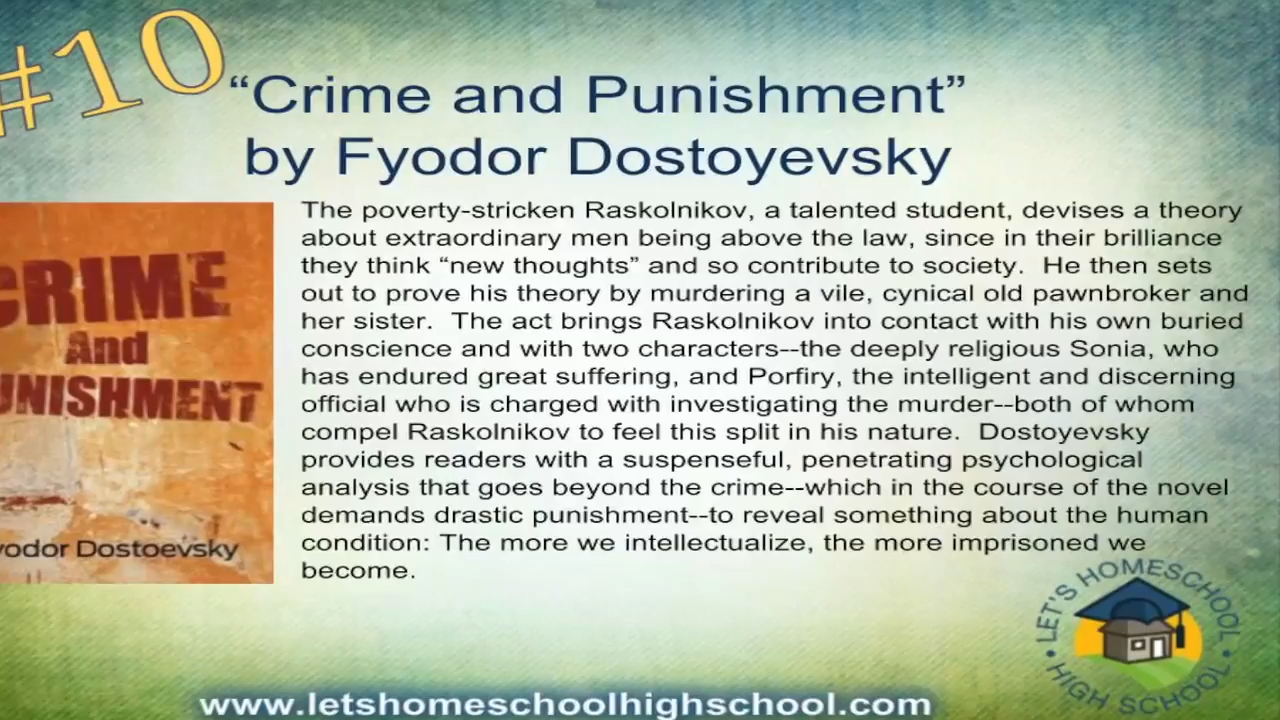 #10
“Crime and Punishment”
by Fyodor Dostoyevsky
The poverty-stricken Raskolnikov, a talented student, devises a theory
about extraordinary men being above the law, since in their brilliance
they think “new thoughts” and so contribute to society.  He then sets
out to prove his theory by murdering a vile, cynical old pawnbroker and
her sister.  The act brings Raskolnikov into contact with his own buried
conscience and with two characters--the deeply religious Sonia, who
has endured great suffering, and Porfiry, the intelligent and discerning
official who is charged with investigating the murder--both of whom
compel Raskolnikov to feel this split in his nature.  Dostoyevsky
provides readers with a suspenseful, penetrating psychological
analysis that goes beyond the crime--which in the course of the novel
demands drastic punishment--to reveal something about the human
condition: The more we intellectualize, the more imprisoned we
become.
CRIME
And
UNISHMENT
yodor Dostoevsky
LET'S HOMESCHOOL
• HIGH SCHOOL •
www.letshomeschoolhighschool.com